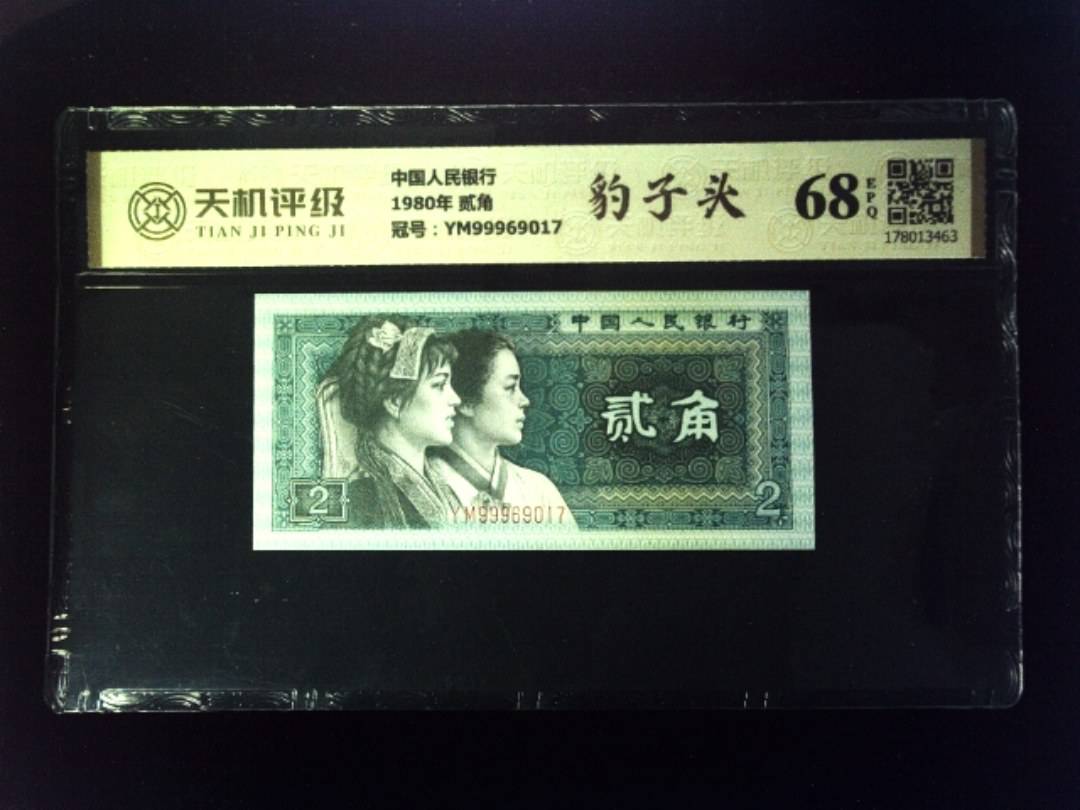 天机评级
TIAN JI PING JI
中国人民银行
1980年 贰角
冠号：YM99969017
豹子头
68
EPQ
178013463
中国人民银行
贰角
2
YM99969017
2